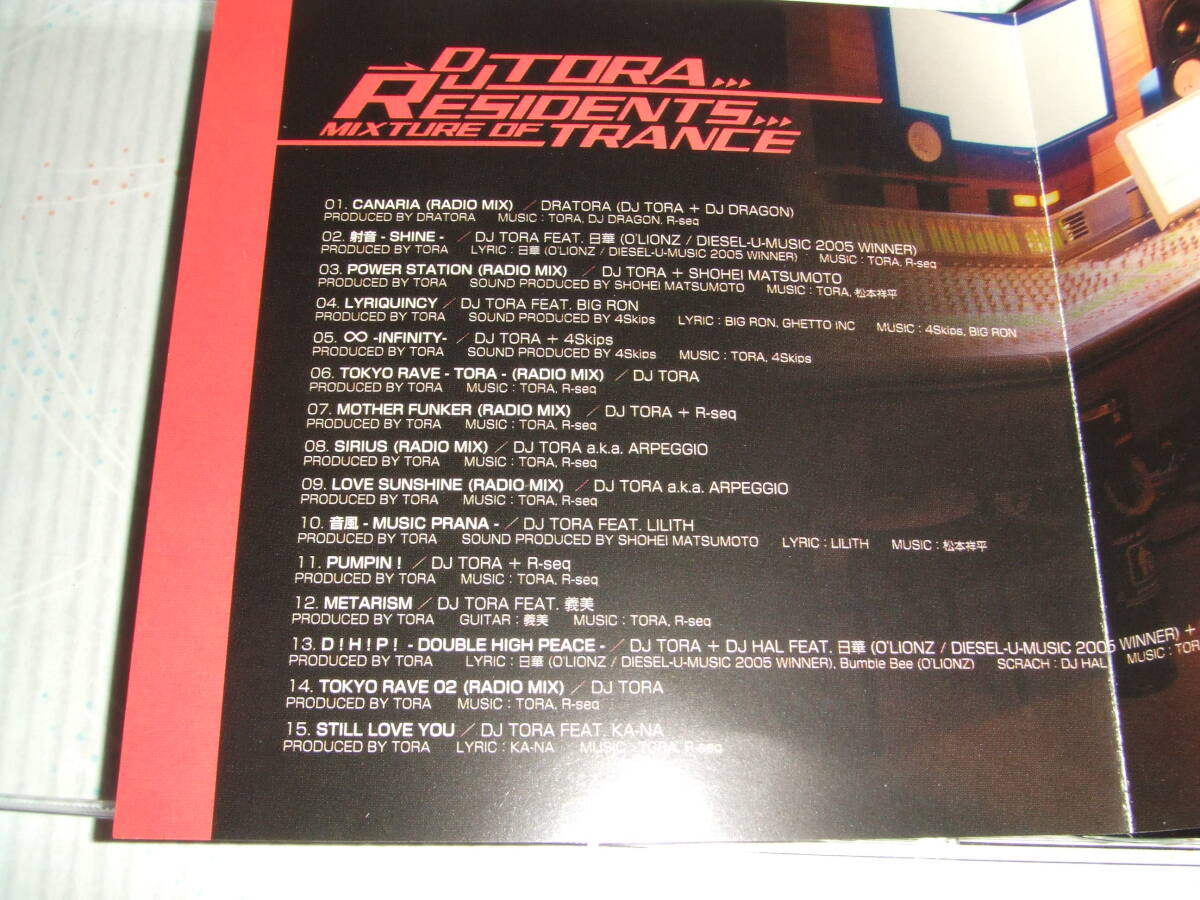 DJ TORA
RESIDENTS
MIXTURE OF TRANCE
01. CANARIA (RADIO MIX) / DRATORA (DJ TORA + DJ DRAGON)
PRODUCED BY DRATORA MUSIC : TORA, DJ DRAGON, R-seq
02. 射音 - SHINE - / DJ TORA FEAT. 日華 (O'LIONZ / DIESEL-U-MUSIC 2005 WINNER)
PRODUCED BY TORA LYRIC : 日華 (O'LIONZ / DIESEL-U-MUSIC 2005 WINNER) MUSIC : TORA, R-seq
03. POWER STATION (RADIO MIX) / DJ TORA + SHOHEI MATSUMOTO
PRODUCED BY TORA SOUND PRODUCED BY SHOHEI MATSUMOTO MUSIC : TORA, 松本祥平
04. LYRIQUINCY / DJ TORA FEAT. BIG RON
PRODUCED BY TORA SOUND PRODUCED BY 4Skips LYRIC : BIG RON, GHETTO INC MUSIC : 4Skips, BIG RON
05. ∞ -INFINITY- / DJ TORA + 4Skips
PRODUCED BY TORA SOUND PRODUCED BY 4Skips MUSIC : TORA, 4Skips
06. TOKYO RAVE - TORA - (RADIO MIX) / DJ TORA
PRODUCED BY TORA MUSIC : TORA, R-seq
07. MOTHER FUNKER (RADIO MIX) / DJ TORA + R-seq
PRODUCED BY TORA MUSIC : TORA, R-seq
08. SIRIUS (RADIO MIX) / DJ TORA a.k.a. ARPEGGIO
PRODUCED BY TORA MUSIC : TORA, R-seq
09. LOVE SUNSHINE (RADIO MIX) / DJ TORA a.k.a. ARPEGGIO
PRODUCED BY TORA MUSIC : TORA, R-seq
10. 音風 - MUSIC PRANA - / DJ TORA FEAT. LILITH
PRODUCED BY TORA SOUND PRODUCED BY SHOHEI MATSUMOTO LYRIC : LILITH MUSIC : 松本祥平
11. PUMPIN ! / DJ TORA + R-seq
PRODUCED BY TORA MUSIC : TORA, R-seq
12. METARISM / DJ TORA FEAT. 義美
PRODUCED BY TORA GUITAR : 義美 MUSIC : TORA, R-seq
13. D ! H ! P ! - DOUBLE HIGH PEACE - / DJ TORA + DJ HAL FEAT. 日華 (O'LIONZ / DIESEL-U-MUSIC 2005 WINNER) +
PRODUCED BY TORA LYRIC : 日華 (O'LIONZ / DIESEL-U-MUSIC 2005 WINNER), Bumble Bee (O'LIONZ) SCRACH : DJ HAL MUSIC : TOR
14. TOKYO RAVE 02 (RADIO MIX) / DJ TORA
PRODUCED BY TORA MUSIC : TORA, R-seq
15. STILL LOVE YOU / DJ TORA FEAT. KA-NA
PRODUCED BY TORA LYRIC : KA-NA MUSIC : TORA, R-seq